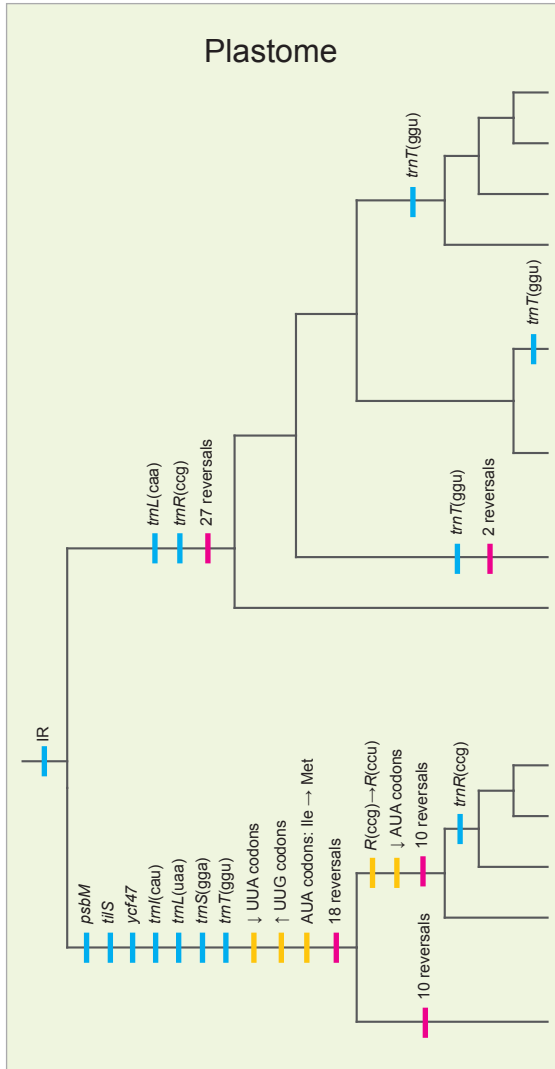 Plastome
IR
psbM
tilS
ycf47
trnI(cau)
trnL(uaa)
trnS(gga)
trnT(ggu)
↓ UUA codons
↑ UUG codons
AUA codons: Ile → Met
18 reversals
10 reversals
R(ccg)→R(ccu)
↓ AUA codons
10 reversals
trnR(ccg)
trnL(caa)
trnR(ccg)
27 reversals
trnT(ggu)
2 reversals
trnT(ggu)
trnT(ggu)